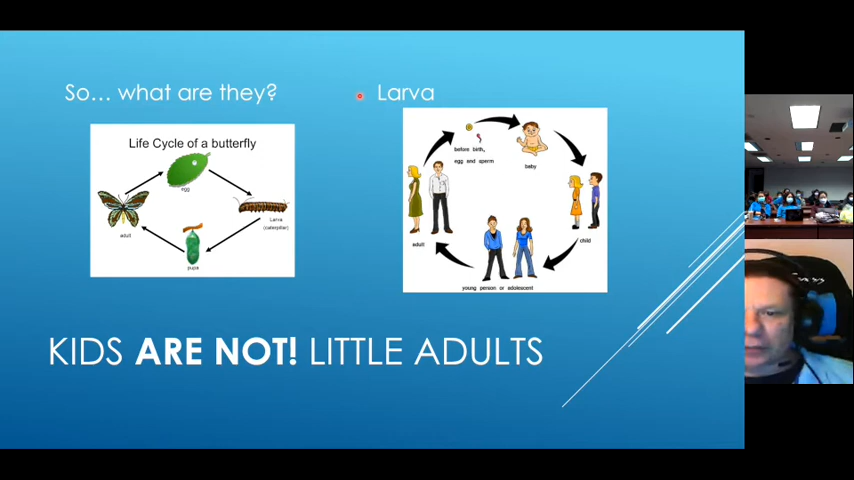 So… what are they?
Larva
Life Cycle of a butterfly
egg
Larva
(caterpillar)
pupa
adult
before birth,
egg and sperm
baby
child
young person or adolescent
adult
KIDS ARE NOT! LITTLE ADULTS